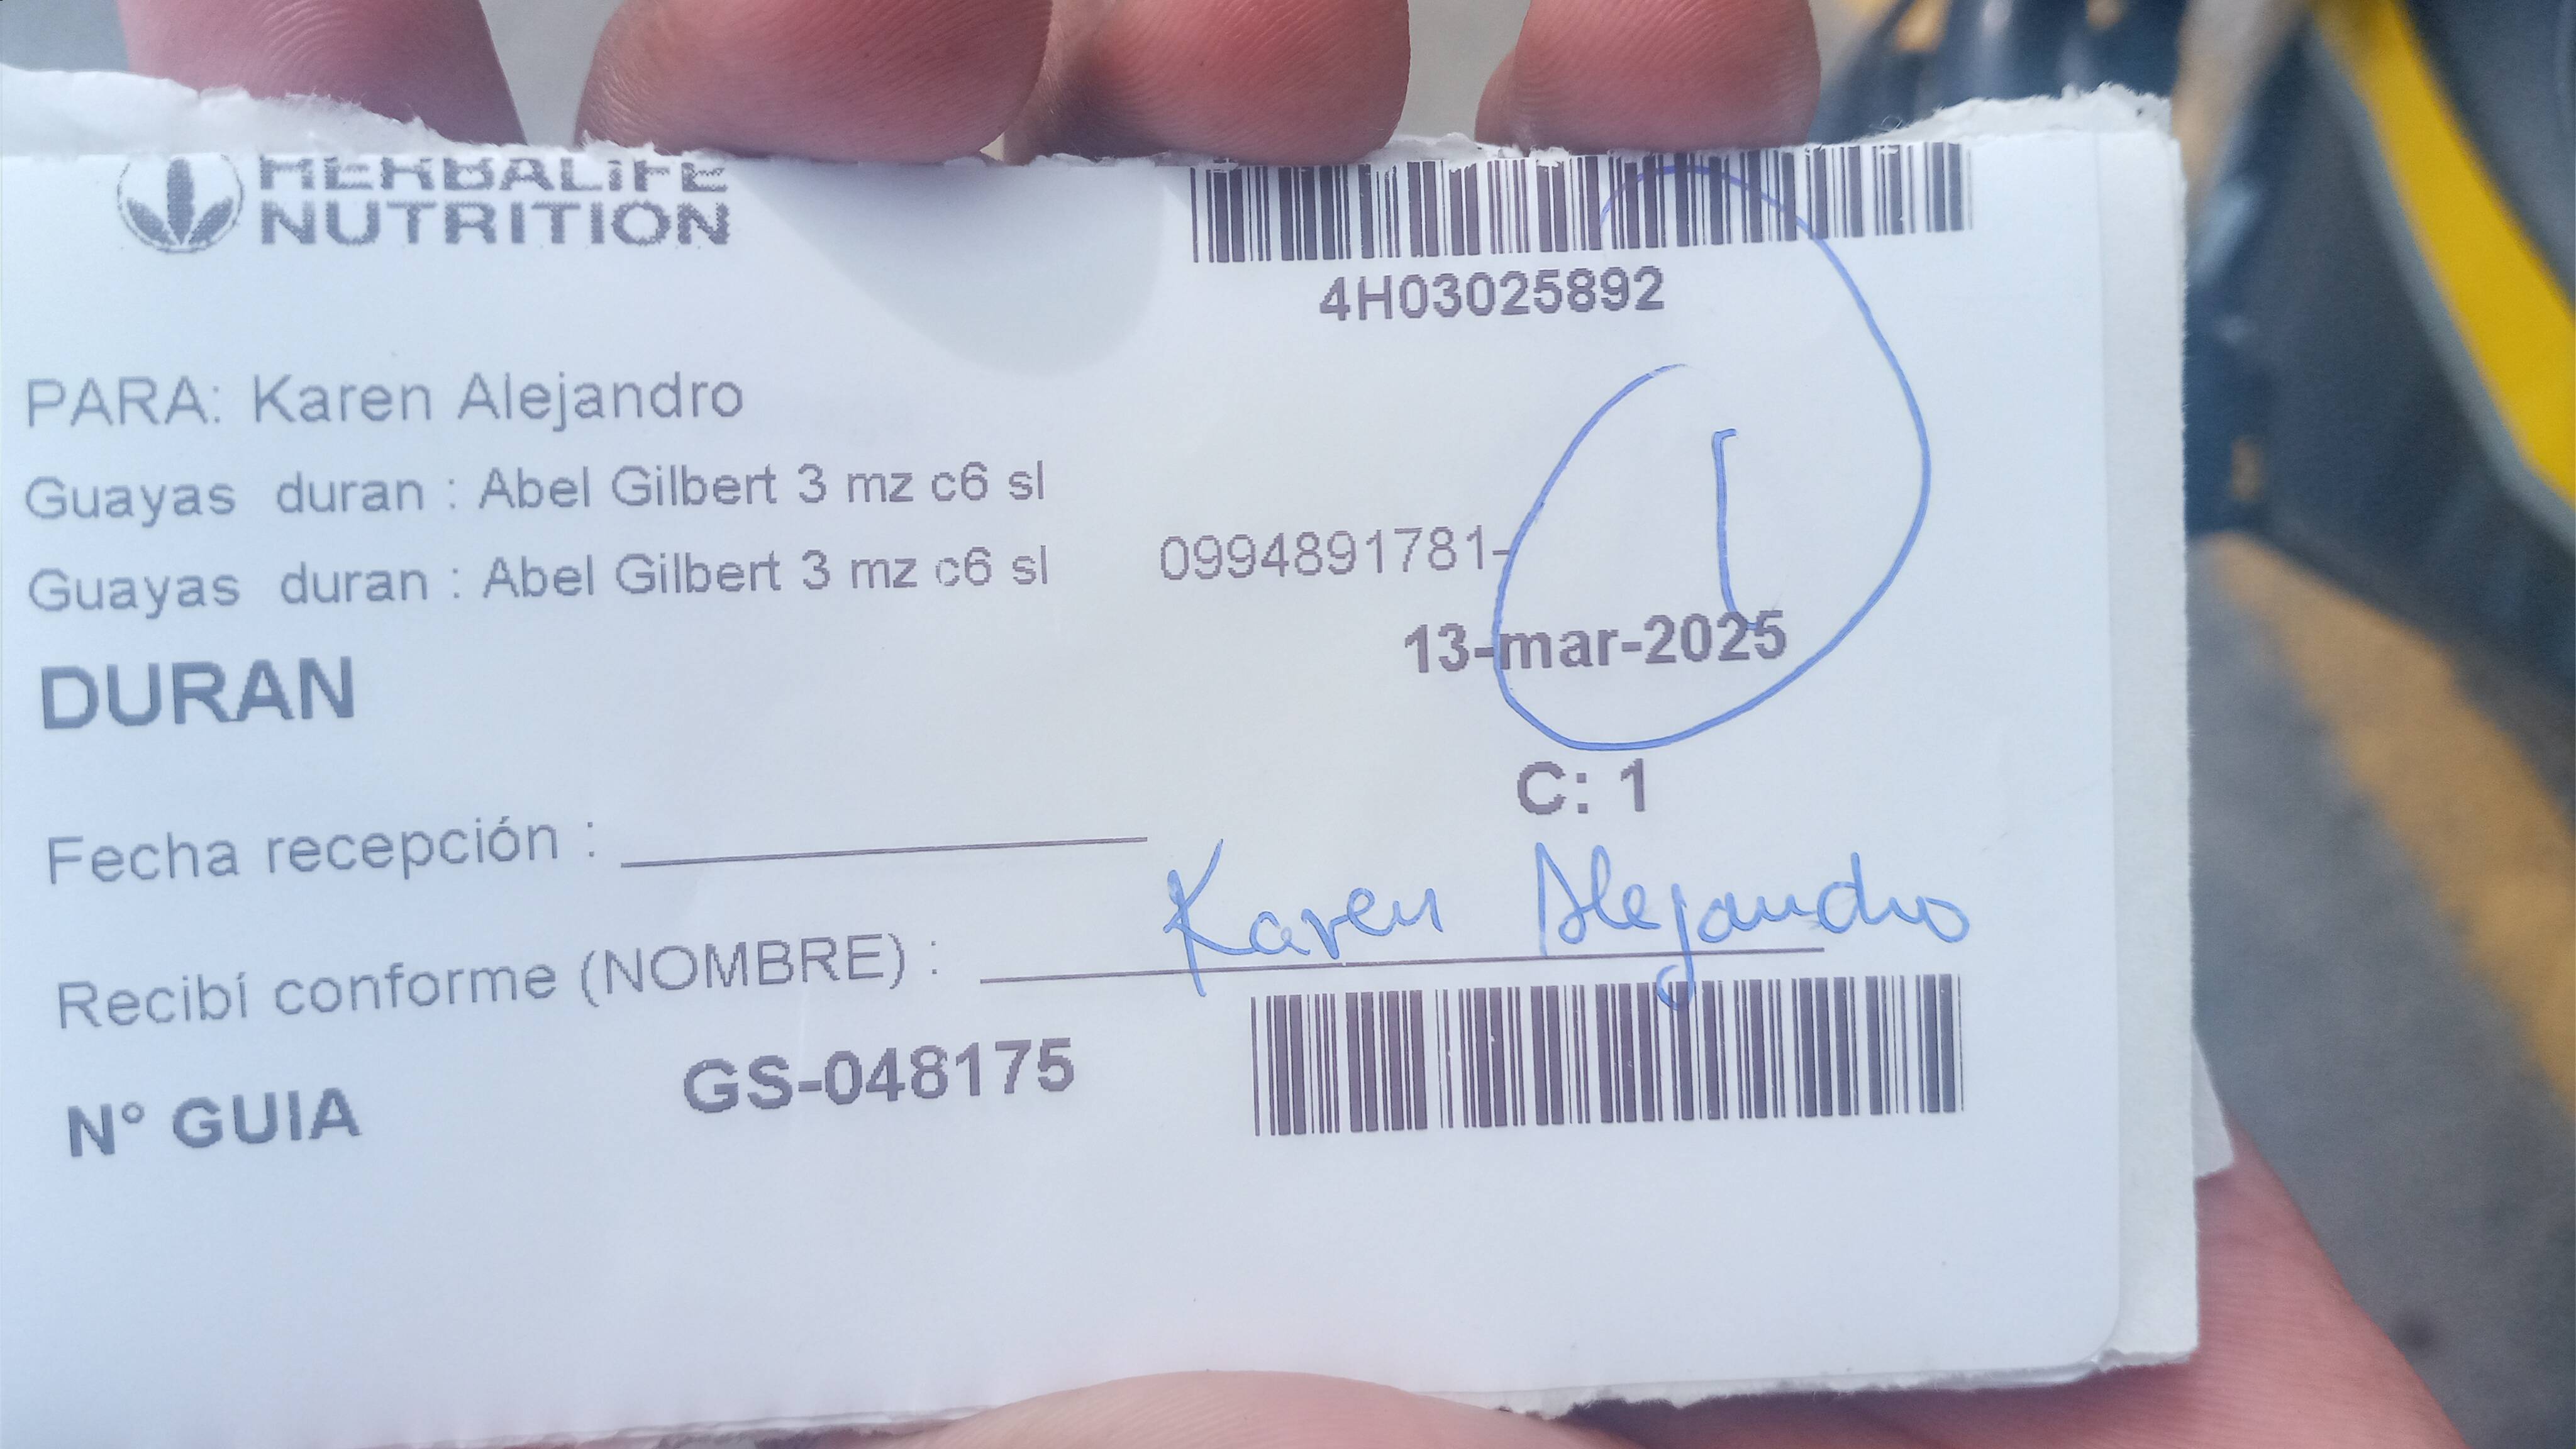 HERBALIFE
NUTRITION
4H03025892
PARA: Karen Alejandro
Guayas duran : Abel Gilbert 3 mz c6 sl
Guayas duran : Abel Gilbert 3 mz c6 sl 0994891781-
1
13-mar-2025
DURAN
C: 1
Fecha recepción :
Recibí conforme (NOMBRE) : Karen Alejandro
N° GUIA GS-048175